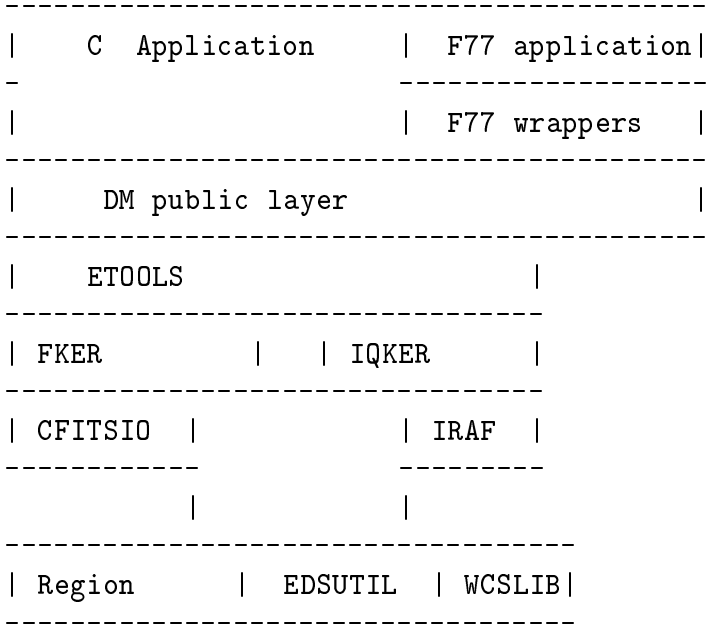 -------------------------------------------
|    C  Application     |  F77 application|
-                        -------------------
|                       |  F77 wrappers   |
-------------------------------------------
|     DM public layer                     |
-------------------------------------------
|    ETOOLS                     |
---------------------------------
| FKER         |   | IQKER      |
---------------------------------
| CFITSIO  |            | IRAF  |
------------            ---------
           |            |
-----------------------------------
| Region      |  EDSUTIL  | WCSLIB|
-----------------------------------